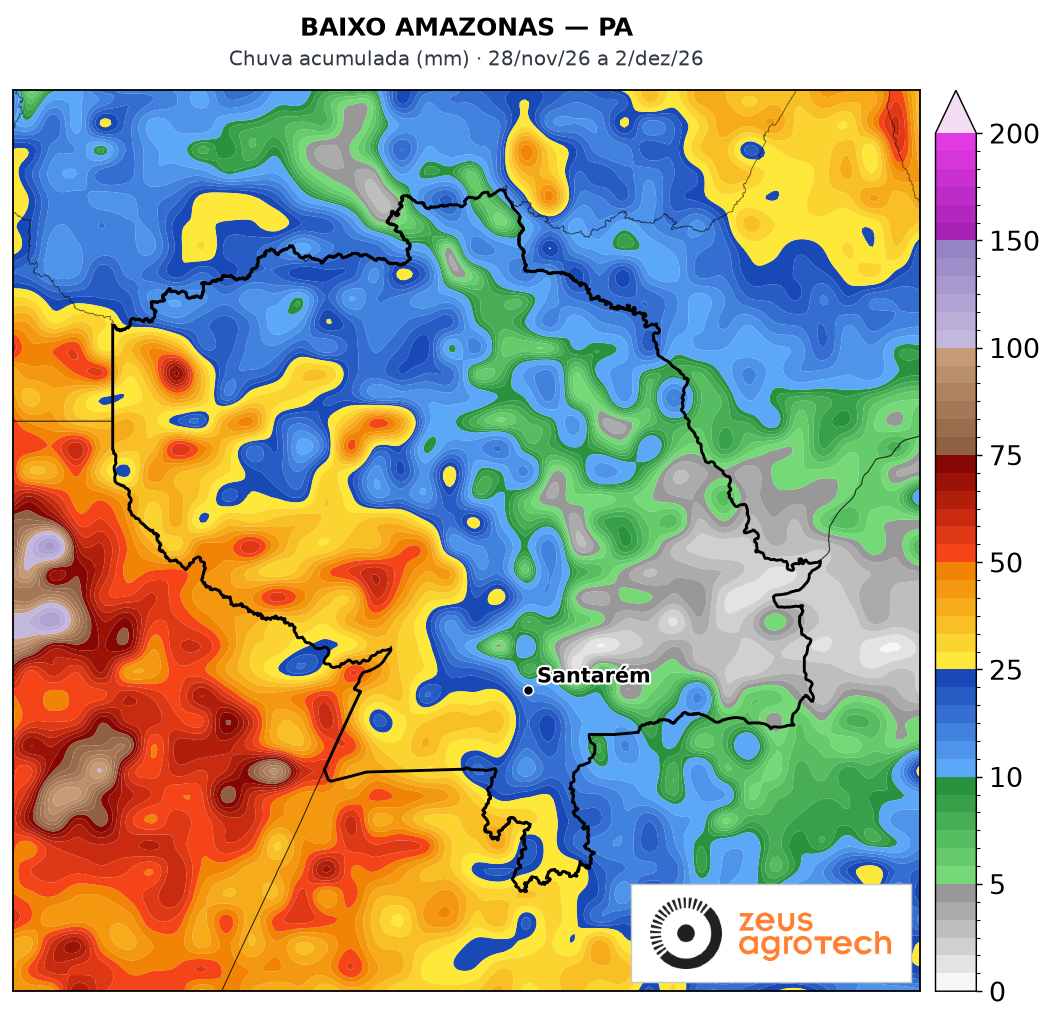 BAIXO AMAZONAS — PA
Chuva acumulada (mm) · 28/nov/26 a 2/dez/26
200
150
100
75
50
25
10
5
0
Santarém
zeus
agrotech